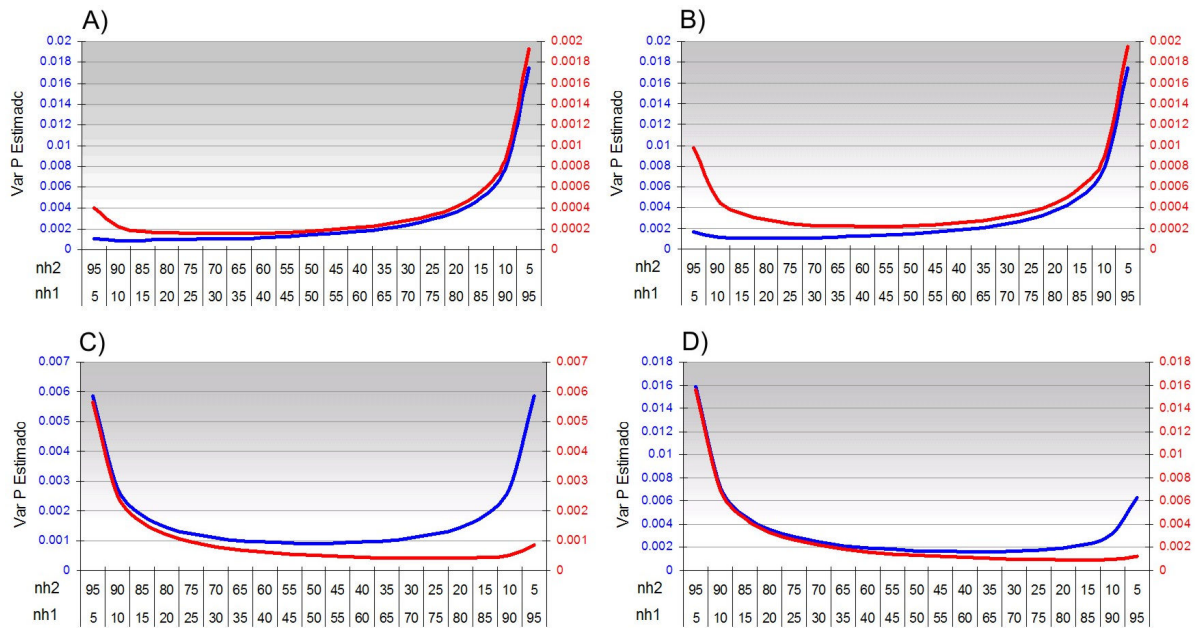 A)
0.02 0.002
0.018 0.0018
0.016 0.0016
0.014 0.0014
0.012 0.0012
0.01 0.001
0.008 0.0008
0.006 0.0006
0.004 0.0004
0.002 0.0002
0 0
Var P Estimado
nh2 95 90 85 80 75 70 65 60 55 50 45 40 35 30 25 20 15 10 5
nh1 5 10 15 20 25 30 35 40 45 50 55 60 65 70 75 80 85 90 95
B)
0.02 0.002
0.018 0.0018
0.016 0.0016
0.014 0.0014
0.012 0.0012
0.01 0.001
0.008 0.0008
0.006 0.0006
0.004 0.0004
0.002 0.0002
0 0
Var P Estimado
nh2 95 90 85 80 75 70 65 60 55 50 45 40 35 30 25 20 15 10 5
nh1 5 10 15 20 25 30 35 40 45 50 55 60 65 70 75 80 85 90 95
C)
0.007 0.007
0.006 0.006
0.005 0.005
0.004 0.004
0.003 0.003
0.002 0.002
0.001 0.001
0 0
Var P Estimado
nh2 95 90 85 80 75 70 65 60 55 50 45 40 35 30 25 20 15 10 5
nh1 5 10 15 20 25 30 35 40 45 50 55 60 65 70 75 80 85 90 95
D)
0.018 0.018
0.016 0.016
0.014 0.014
0.012 0.012
0.01 0.01
0.008 0.008
0.006 0.006
0.004 0.004
0.002 0.002
0 0
Var P Estimado
nh2 95 90 85 80 75 70 65 60 55 50 45 40 35 30 25 20 15 10 5
nh1 5 10 15 20 25 30 35 40 45 50 55 60 65 70 75 80 85 90 95